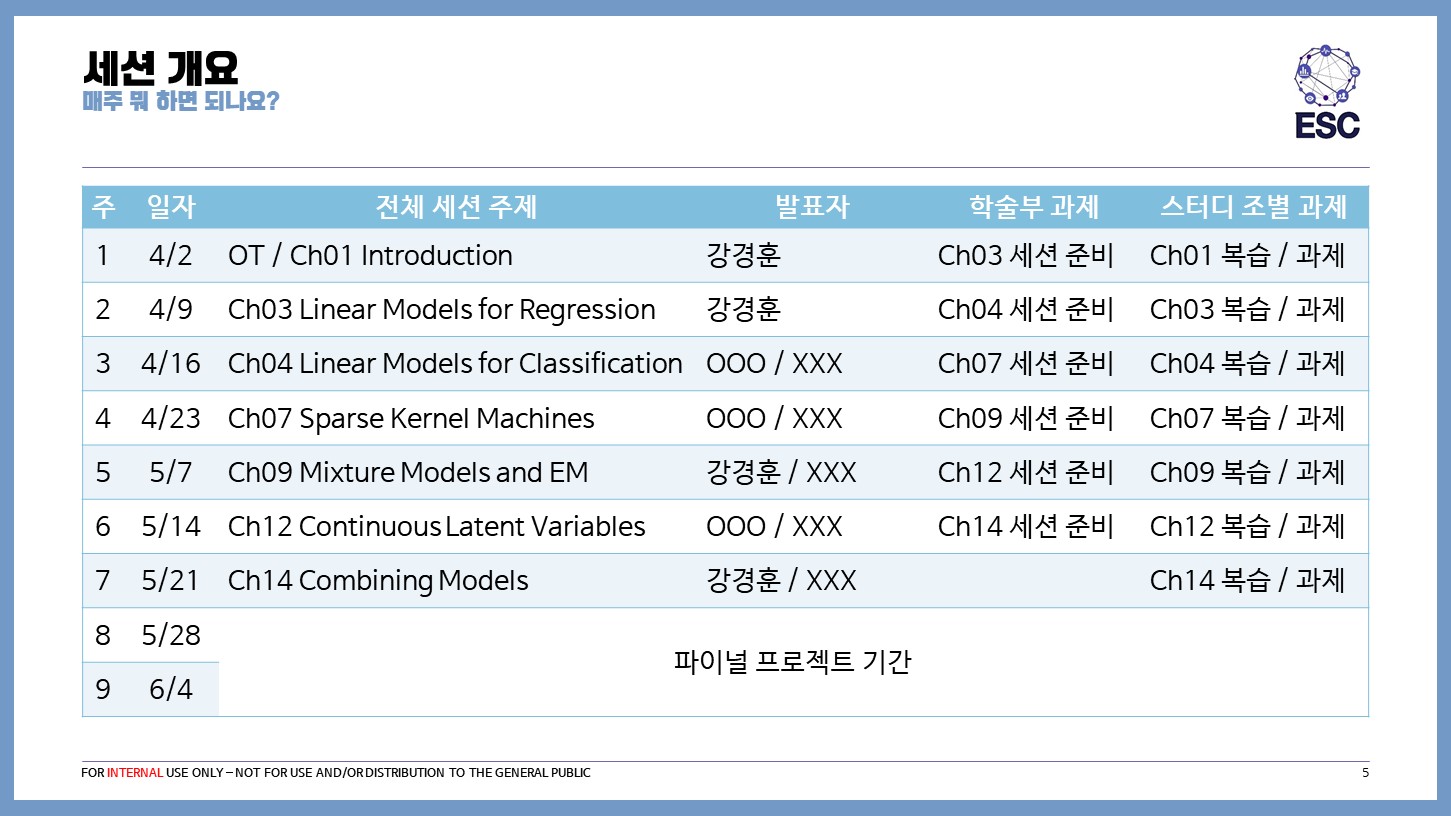 세션 개요
매주 뭐 하면 되나요?
ESC
주 일자 전체 세션 주제 발표자 학술부 과제 스터디 조별 과제
1 4/2 OT / Ch01 Introduction 강경훈 Ch03 세션 준비 Ch01 복습 / 과제
2 4/9 Ch03 Linear Models for Regression 강경훈 Ch04 세션 준비 Ch03 복습 / 과제
3 4/16 Ch04 Linear Models for Classification OOO / XXX Ch07 세션 준비 Ch04 복습 / 과제
4 4/23 Ch07 Sparse Kernel Machines OOO / XXX Ch09 세션 준비 Ch07 복습 / 과제
5 5/7 Ch09 Mixture Models and EM 강경훈 / XXX Ch12 세션 준비 Ch09 복습 / 과제
6 5/14 Ch12 Continuous Latent Variables OOO / XXX Ch14 세션 준비 Ch12 복습 / 과제
7 5/21 Ch14 Combining Models 강경훈 / XXX Ch14 복습 / 과제
8 5/28
파이널 프로젝트 기간
9 6/4
FOR INTERNAL USE ONLY – NOT FOR USE AND/OR DISTRIBUTION TO THE GENERAL PUBLIC 5